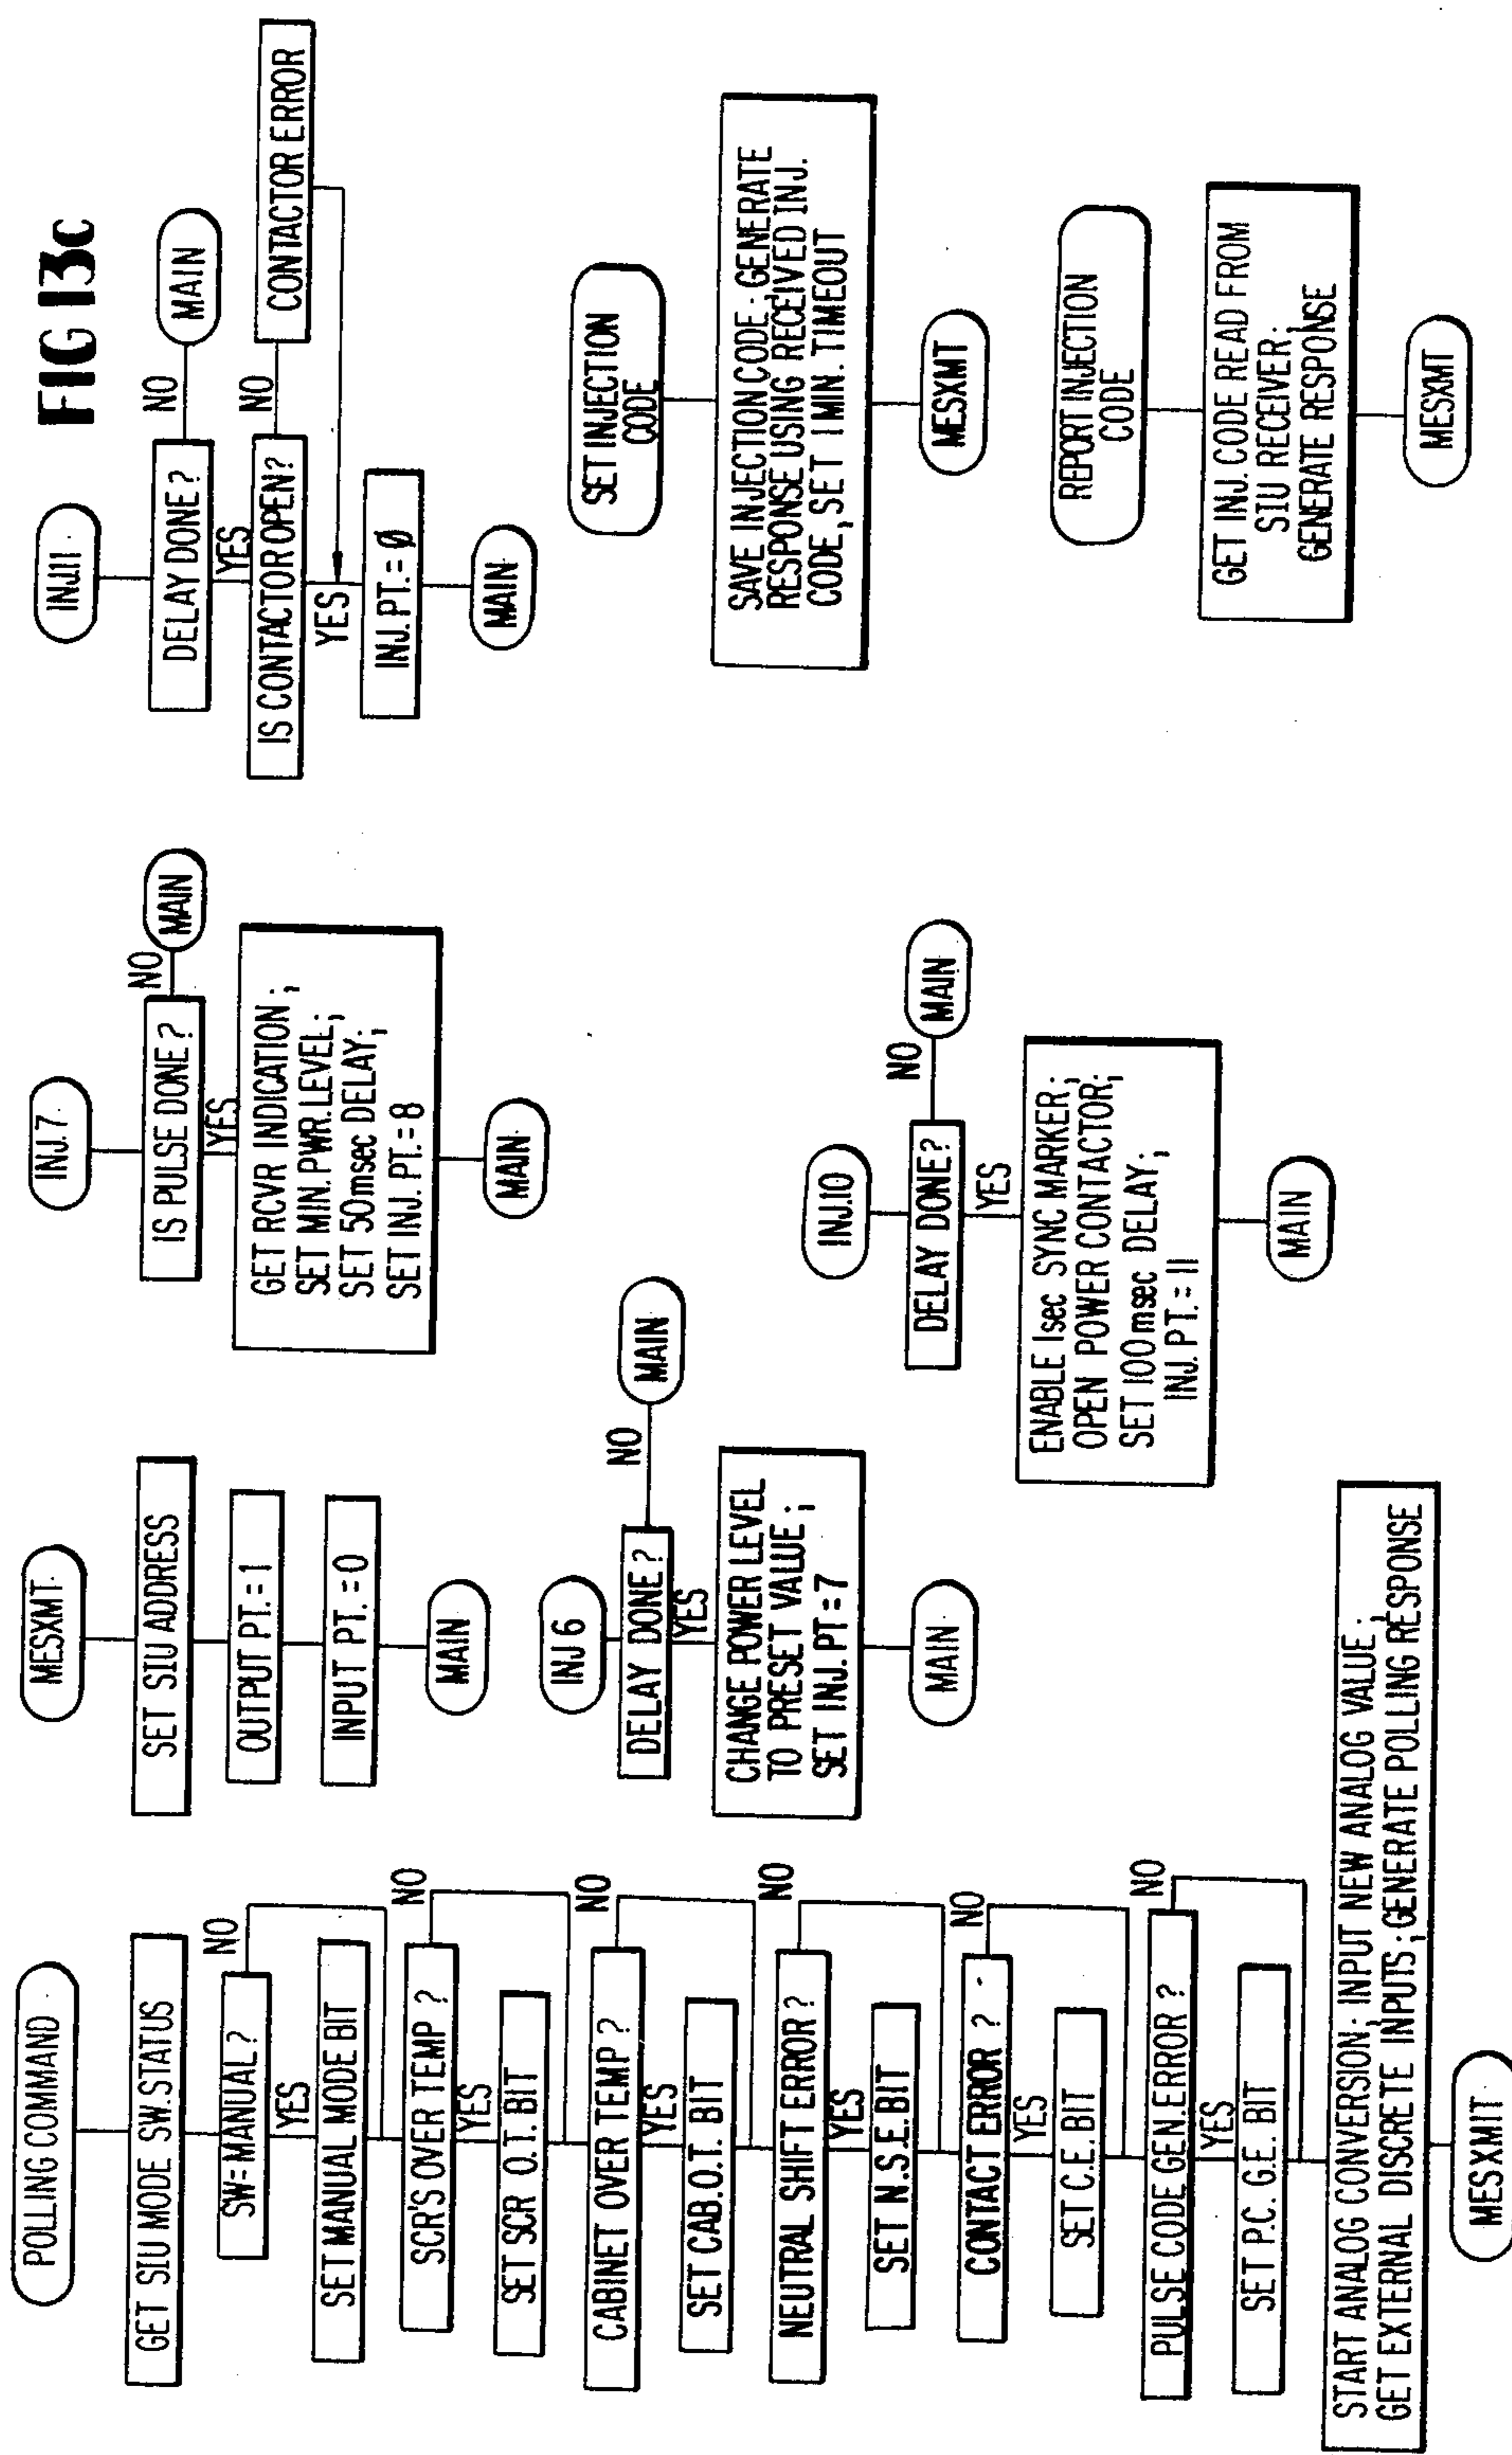 FIG 13c
POLLING COMMAND
GET SIU MODE SW. STATUS
SW=MANUAL?
NO
YES
SET MANUAL MODE BIT
SCR'S OVER TEMP ?
NO
YES
SET SCR O.T. BIT
CABINET OVER TEMP ?
NO
YES
SET CAB.O.T. BIT
NEUTRAL SHIFT ERROR?
NO
YES
SET N.S.E. BIT
CONTACT ERROR ?
NO
YES
SET C.E. BIT
PULSE CODE GEN. ERROR ?
NO
YES
SET P.C. G.E. BIT
START ANALOG CONVERSION; INPUT NEW ANALOG VALUE;
GET EXTERNAL DISCRETE INPUTS; GENERATE POLLING RESPONSE
MESXMIT
MESXMT
SET SIU ADDRESS
OUTPUT PT. = 1
INPUT PT. = 0
MAIN
INJ 6
DELAY DONE ?
NO
MAIN
YES
CHANGE POWER LEVEL
TO PRESET VALUE ;
SET INJ. PT = 7
MAIN
INJ. 7
IS PULSE DONE ?
NO
MAIN
YES
GET RCVR INDICATION ;
SET MIN. PWR. LEVEL;
SET 50msec DELAY;
SET INJ. PT. = 8
MAIN
INJ.10
DELAY DONE?
NO
MAIN
YES
ENABLE 1sec SYNC MARKER;
OPEN POWER CONTACTOR;
SET 100msec DELAY;
INJ. PT. = 11
MAIN
INJ.11
DELAY DONE?
NO
MAIN
YES
IS CONTACTOR OPEN?
NO
CONTACTOR ERROR
YES
INJ.PT. = Ø
MAIN
SET INJECTION
CODE
SAVE INJECTION CODE - GENERATE
RESPONSE USING RECEIVED INJ.
CODE, SET 1 MIN. TIMEOUT
MESXMT
REPORT INJECTION
CODE
GET INJ. CODE READ FROM
SIU RECEIVER;
GENERATE RESPONSE
MESXMT